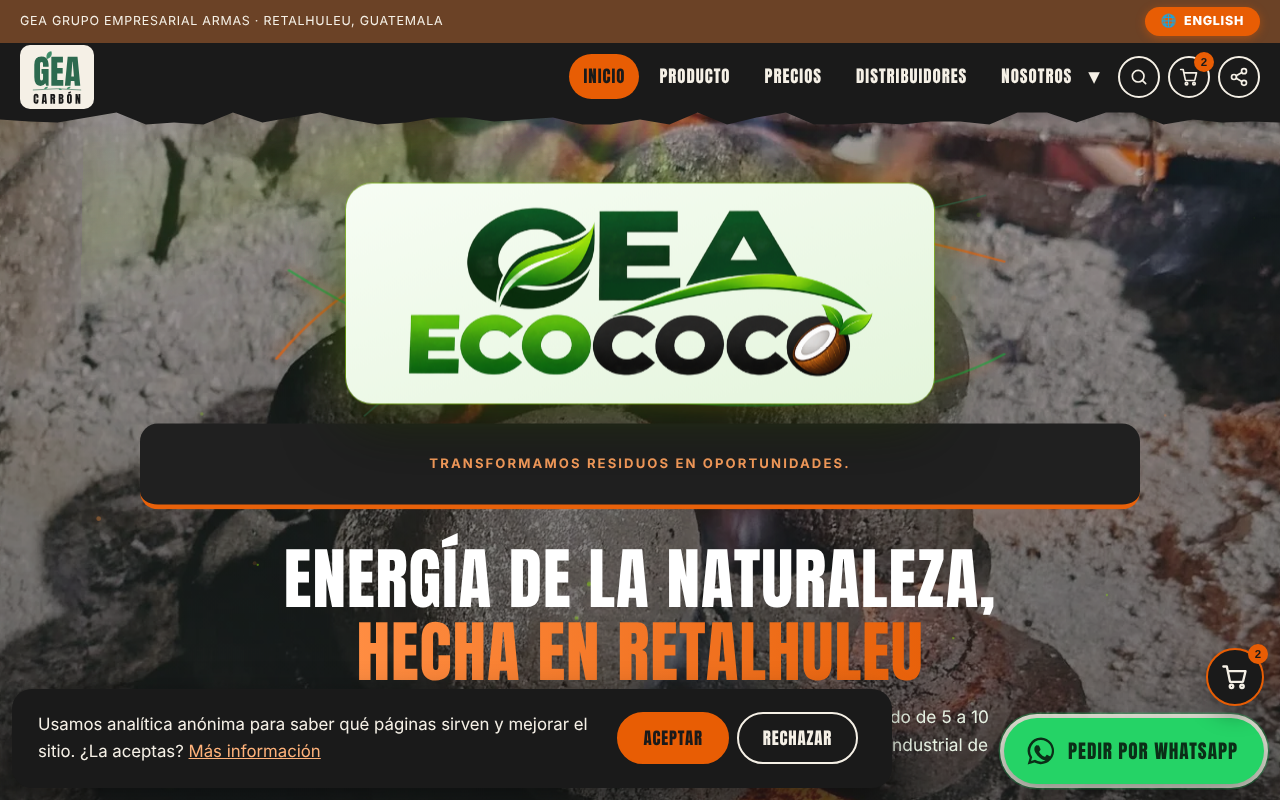 GEA GRUPO EMPRESARIAL ARMAS · RETALHULEU, GUATEMALA
ENGLISH
GEA
CARBÓN
INICIO
PRODUCTO
PRECIOS
DISTRIBUIDORES
NOSOTROS
2
GEA
ECOCOCO
TRANSFORMAMOS RESIDUOS EN OPORTUNIDADES.
ENERGÍA DE LA NATURALEZA,
HECHA EN RETALHULEU
2
do de 5 a 10
ndustrial de
Usamos analítica anónima para saber qué páginas sirven y mejorar el
sitio. ¿La aceptas? Más información
ACEPTAR
RECHAZAR
PEDIR POR WHATSAPP